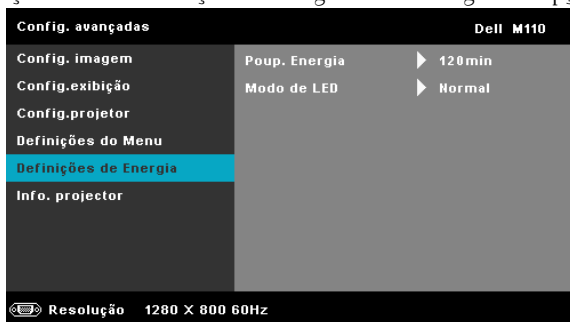 Config. avançadas Dell M110
Config. imagem
Poup. Energia 120min
Config.exibição
Modo de LED Normal
Config.projetor
Definições do Menu
Definições de Energia
Info. projector
Resolução 1280 X 800 60Hz